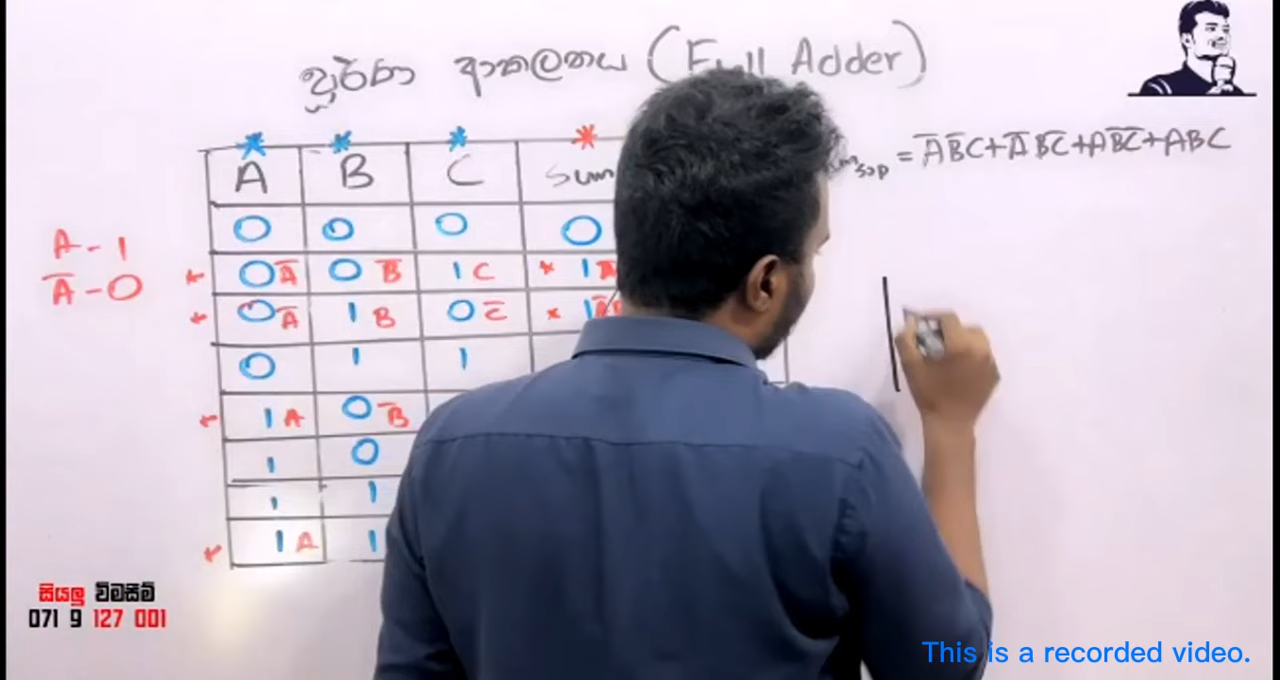 පූර්ණ ආකලනය (Full Adder)
A B C Sum
SOP = A̅B̅C+A̅BC̅+AB̅C̅+ABC
0 0 0 0
A - 1
* 0 A̅ 0 B̅ 1 C * 1
A̅ - 0
* 0 A̅ 1 B 0 C̅ * 1
0 1 1
* 1 A 0 B̅
1 0
1 1
* 1 A 1
සියලු විමසීම්
071 9 127 001
This is a recorded video.